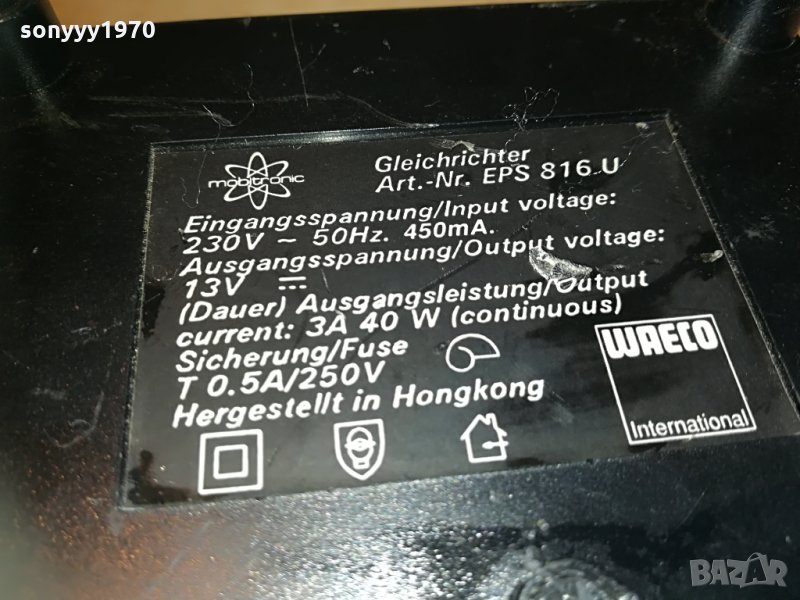 sonyyy1970
mobitronic
Gleichrichter
Art.-Nr. EPS 816 U
Eingangsspannung/Input voltage:
230V ~ 50Hz. 450mA.
Ausgangsspannung/Output voltage:
13V
(Dauer) Ausgangsleistung/Output
current: 3A 40 W (continuous)
Sicherung/Fuse
T 0.5A/250V
Hergestellt in Hongkong
WAECO
International
BAZAR